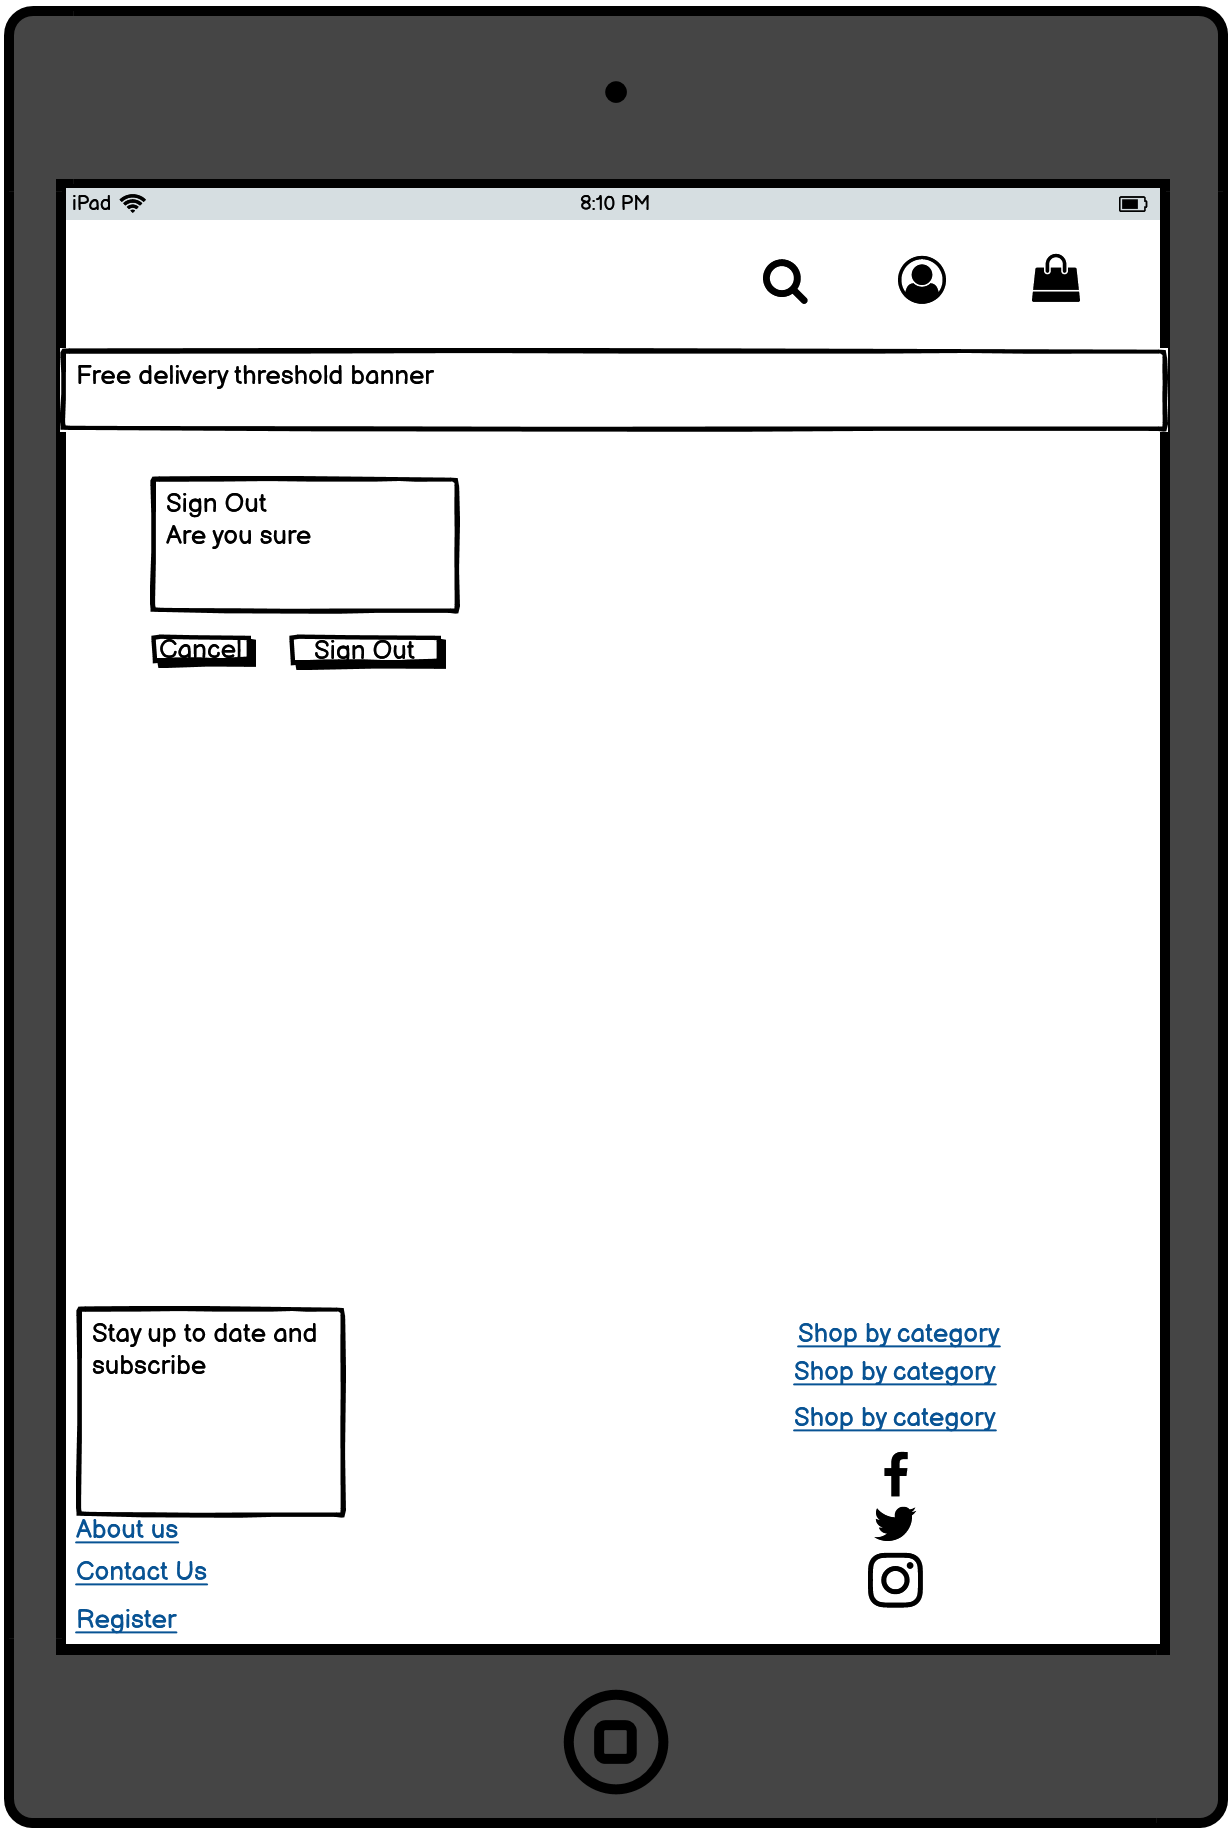 iPad
8:10 PM
Free delivery threshold banner
Sign Out
Are you sure
Cancel
Sign Out
Stay up to date and
subscribe
About us
Contact Us
Register
Shop by category
Shop by category
Shop by category